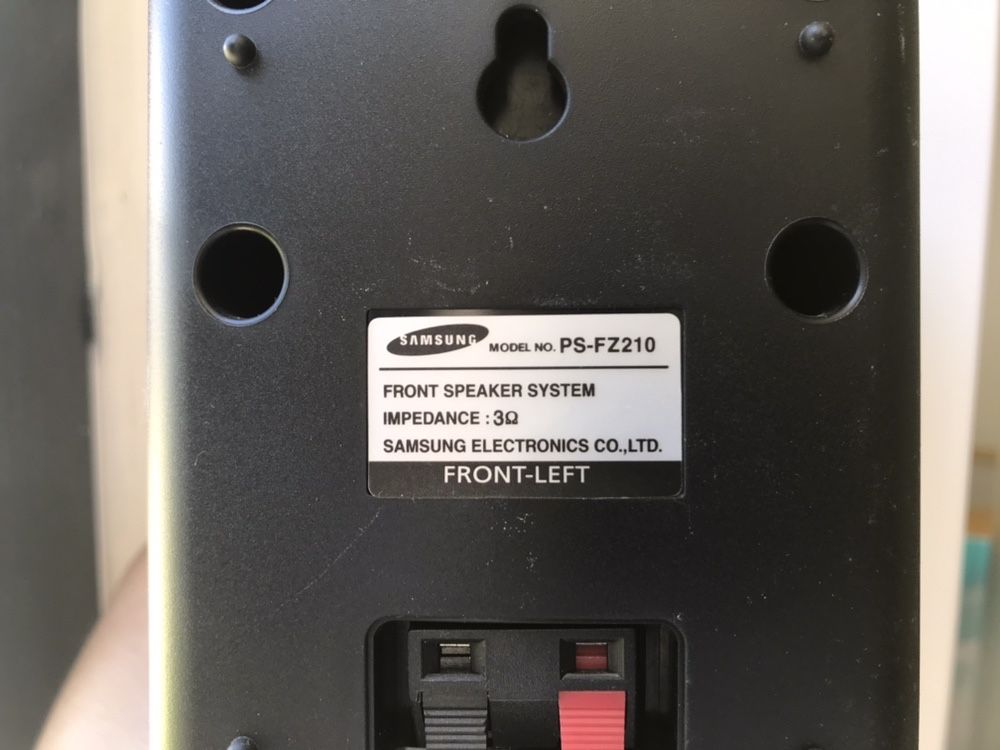 SAMSUNG MODEL NO. PS-FZ210
FRONT SPEAKER SYSTEM
IMPEDANCE : 3Ω
SAMSUNG ELECTRONICS CO.,LTD.
FRONT-LEFT